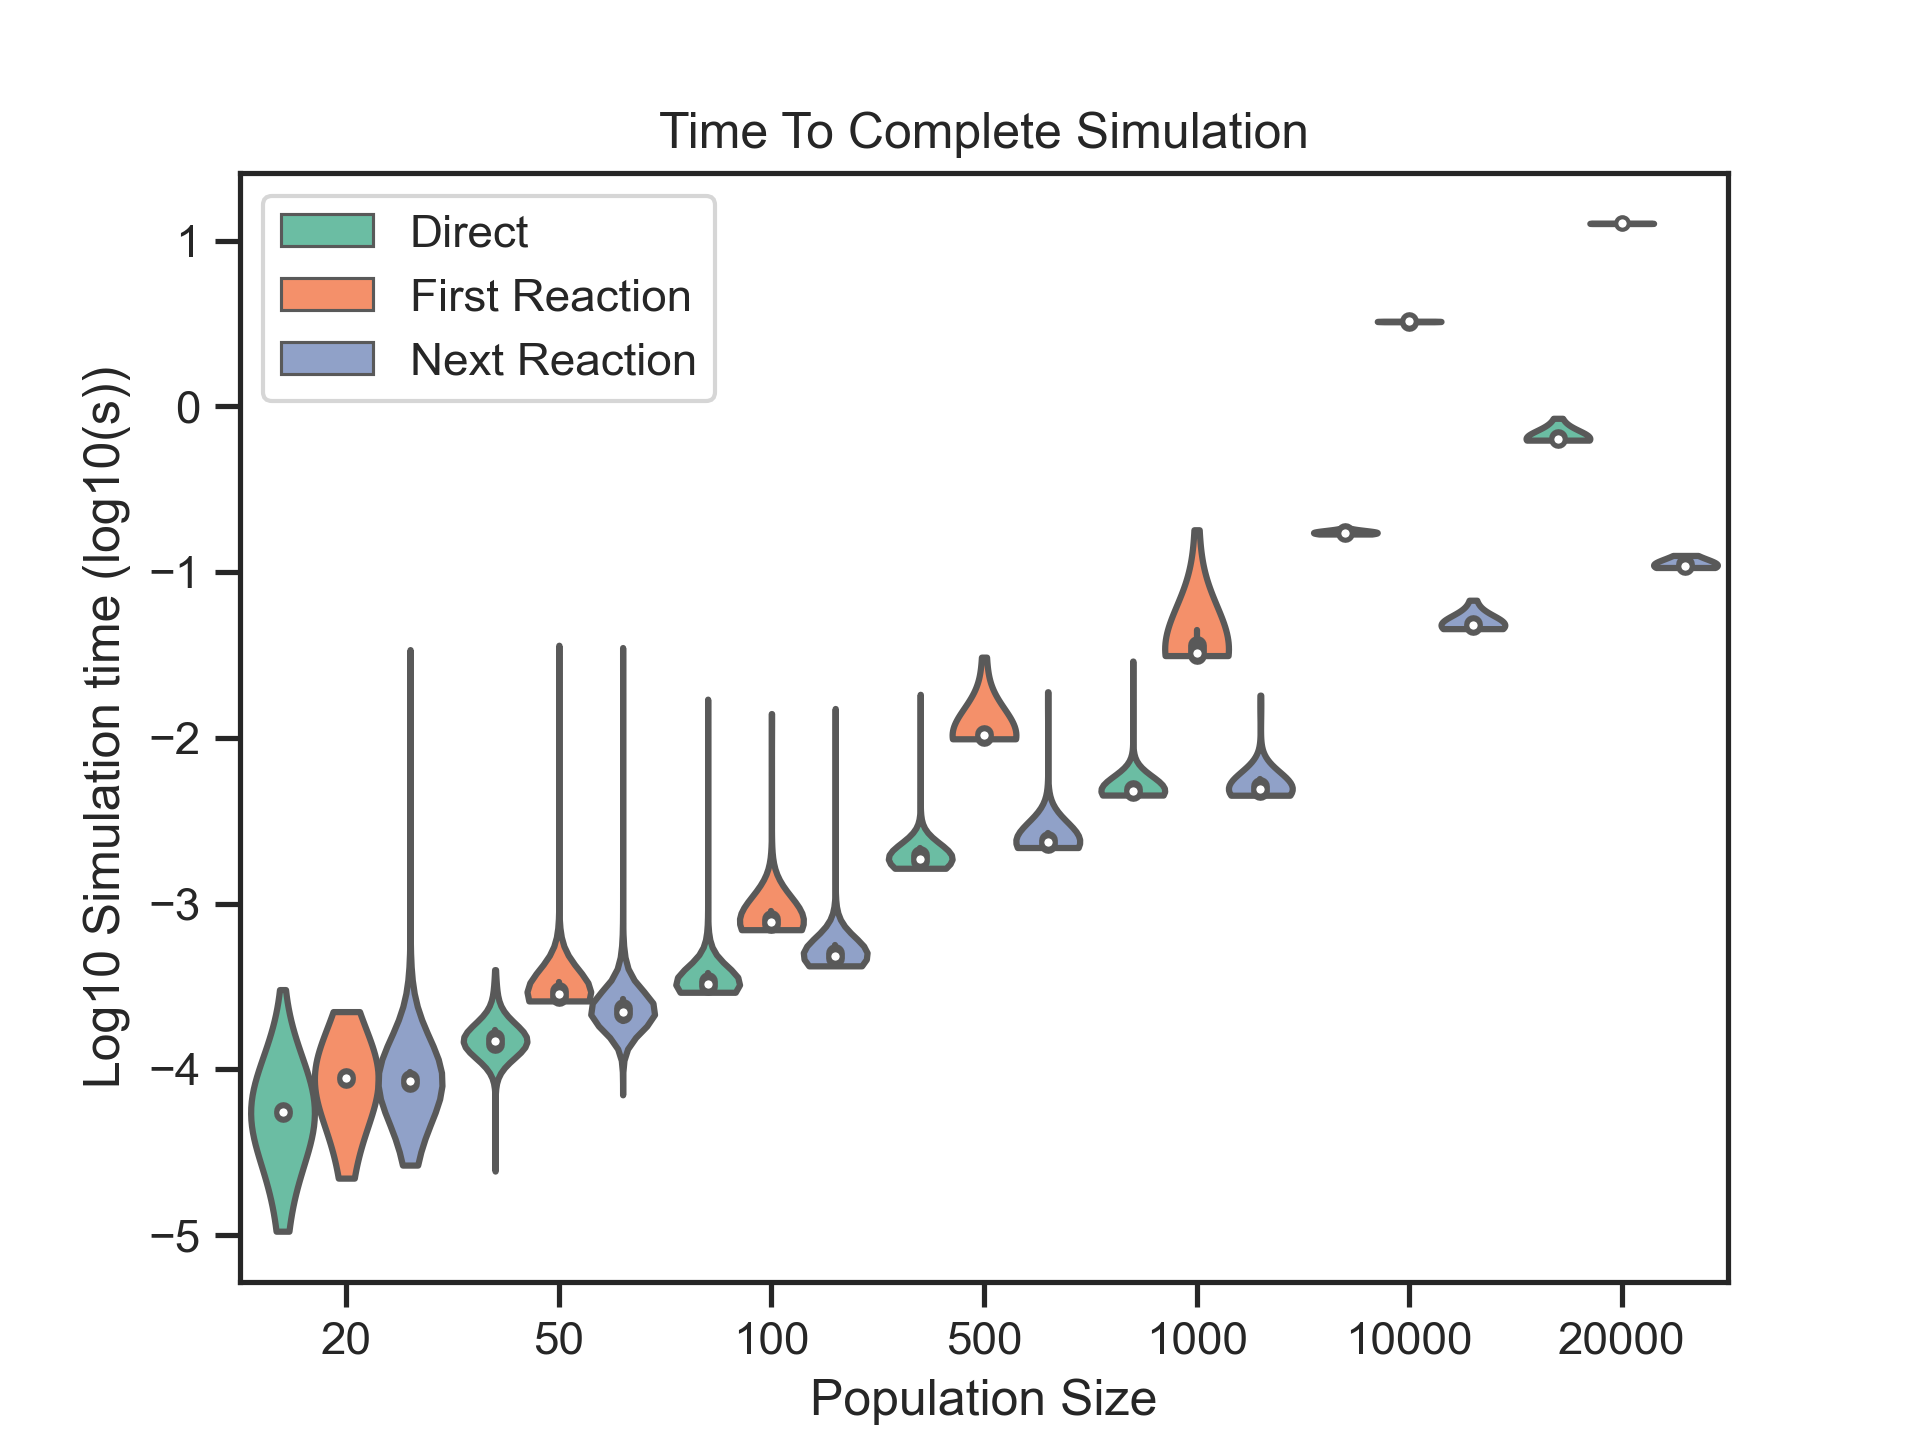 Time To Complete Simulation
Direct
First Reaction
Next Reaction
Log10 Simulation time (log10(s))
1
0
−1
−2
−3
−4
−5
20 50 100 500 1000 10000 20000
Population Size